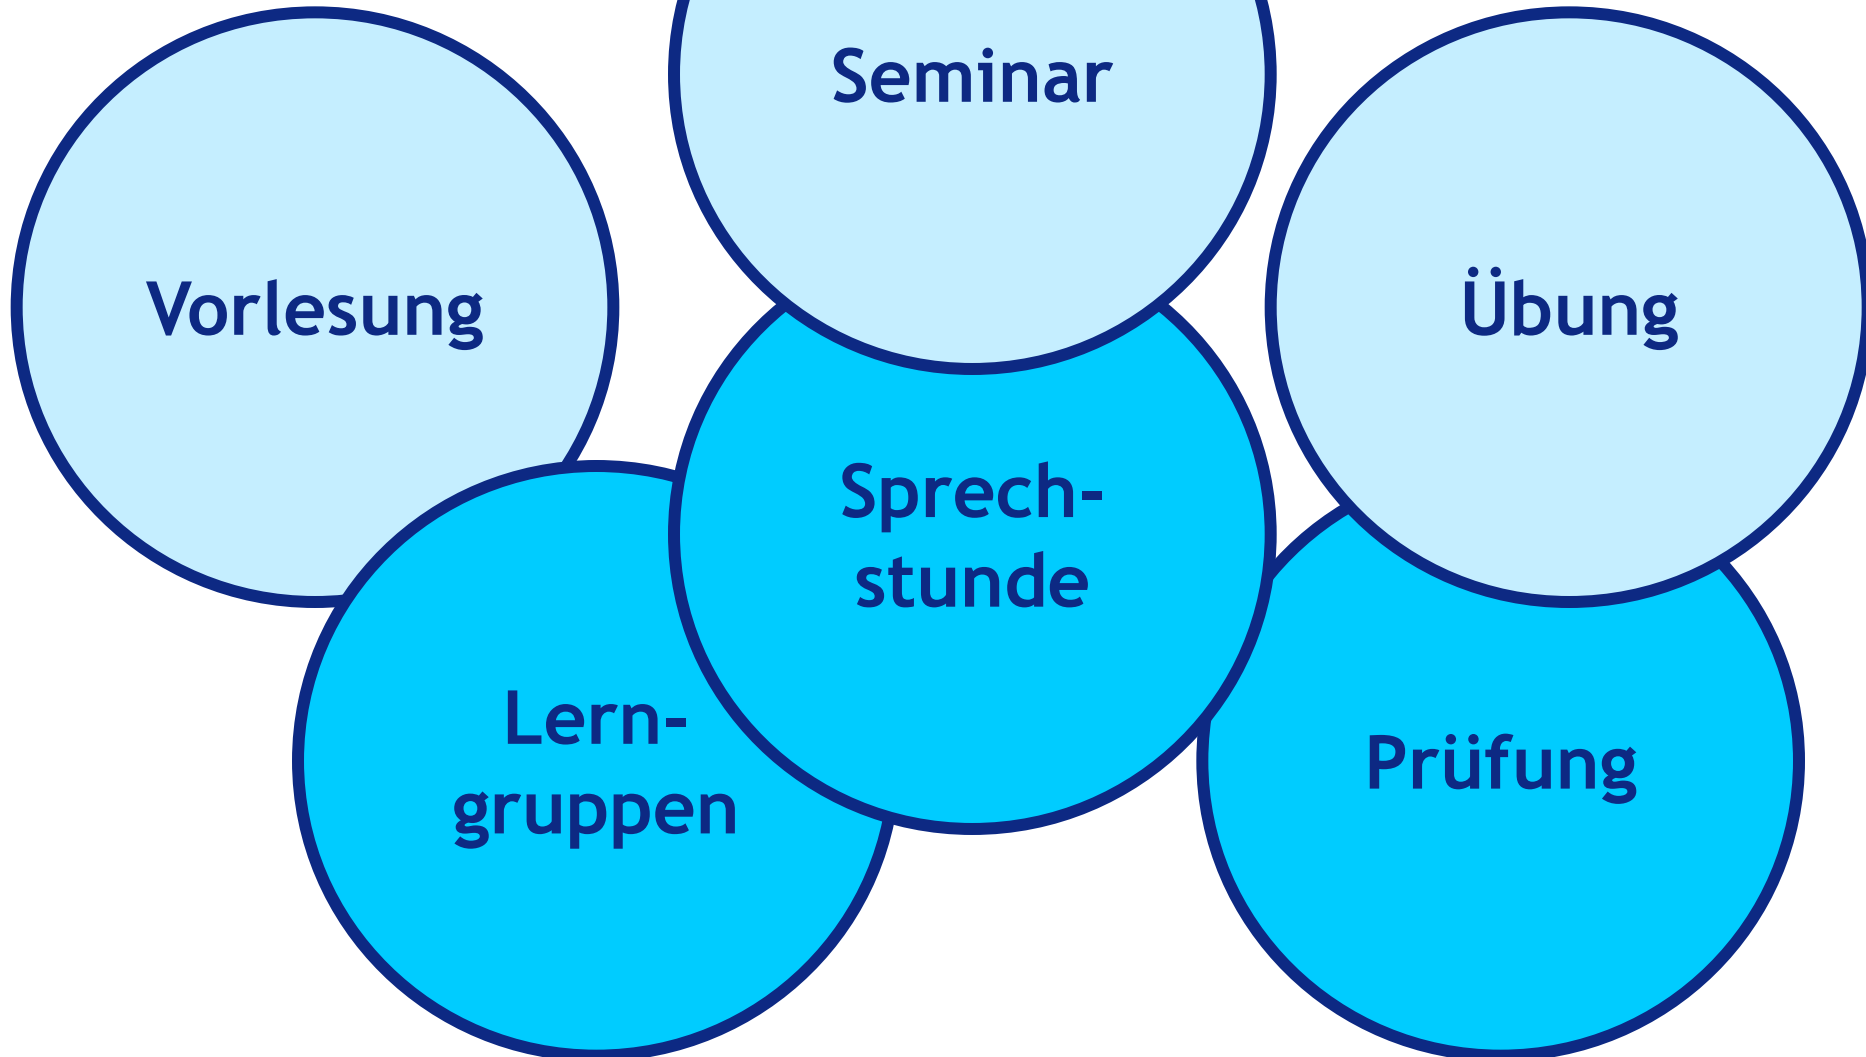 Seminar
Vorlesung
Übung
Sprech-
stunde
Lern-
gruppen
Prüfung